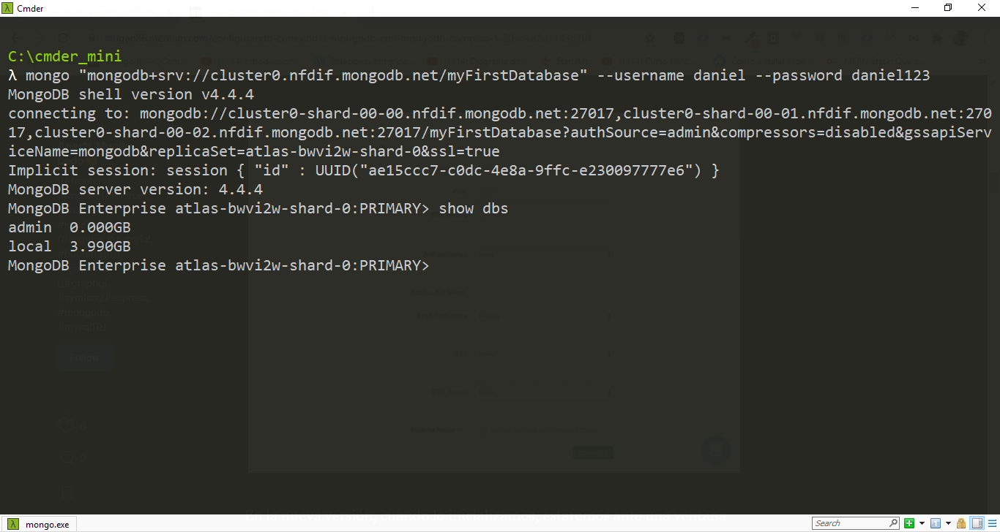 Cmder
C:\cmder_mini
λ mongo "mongodb+srv://cluster0.nfdif.mongodb.net/myFirstDatabase" --username daniel --password daniel123
MongoDB shell version v4.4.4
connecting to: mongodb://cluster0-shard-00-00.nfdif.mongodb.net:27017,cluster0-shard-00-01.nfdif.mongodb.net:270
17,cluster0-shard-00-02.nfdif.mongodb.net:27017/myFirstDatabase?authSource=admin&compressors=disabled&gssapiServ
iceName=mongodb&replicaSet=atlas-bwvi2w-shard-0&ssl=true
Implicit session: session { "id" : UUID("ae15ccc7-c0dc-4e8a-9ffc-e230097777e6") }
MongoDB server version: 4.4.4
MongoDB Enterprise atlas-bwvi2w-shard-0:PRIMARY> show dbs
admin  0.000GB
local  3.990GB
MongoDB Enterprise atlas-bwvi2w-shard-0:PRIMARY>
Follow
mongo.exe
Search